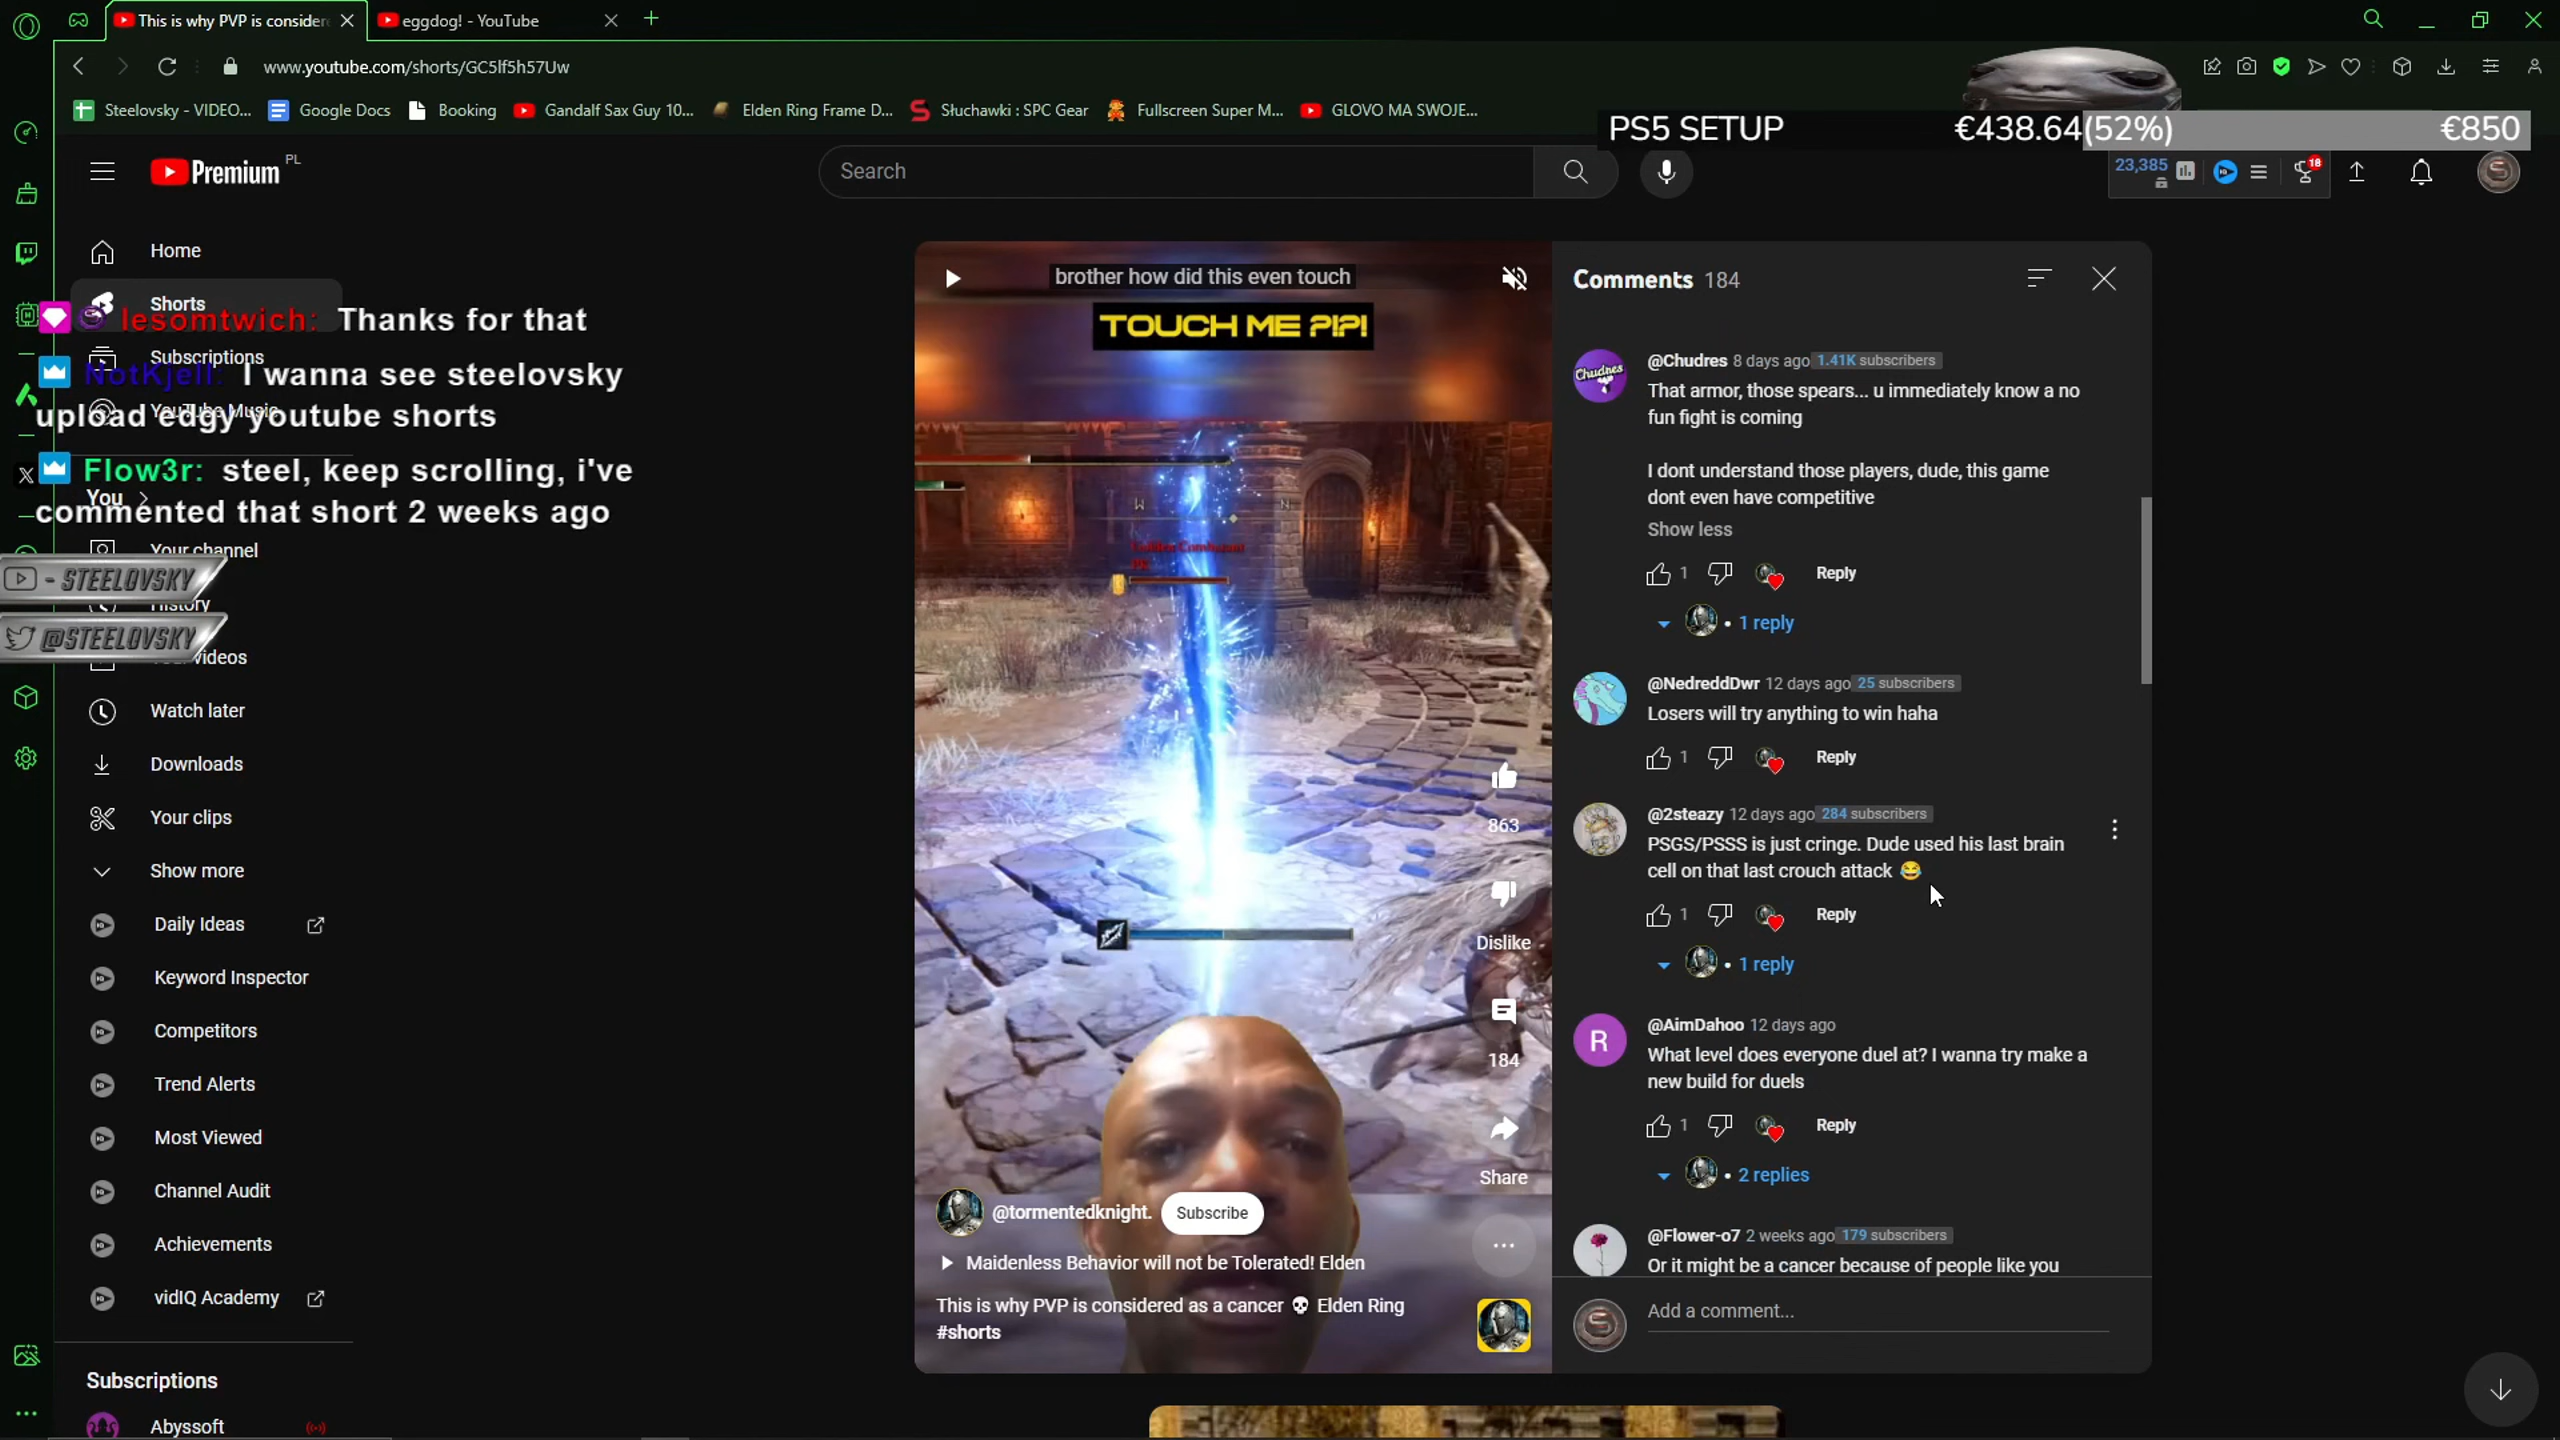 This is why PVP is consider
eggdog! - YouTube
www.youtube.com/shorts/GC5lf5h57Uw
Steelovsky - VIDEO...
Google Docs
Booking
Gandalf Sax Guy 10...
Elden Ring Frame D...
Słuchawki : SPC Gear
Fullscreen Super M...
GLOVO MA SWOJE...
PS5 SETUP
€438.64(52%)
€850
Premium
PL
Search
23,385
18
Home
Shorts
Subscriptions
YouTube Music
lesomtwich: Thanks for that
NotKjell: I wanna see steelovsky
upload edgy youtube shorts
Flow3r: steel, keep scrolling, i've
commented that short 2 weeks ago
You
Your channel
- STEELOVSKY
History
@STEELOVSKY
Your videos
Watch later
Downloads
Your clips
Show more
Daily Ideas
Keyword Inspector
Competitors
Trend Alerts
Most Viewed
Channel Audit
Achievements
vidIQ Academy
Subscriptions
Abyssoft
brother how did this even touch
TOUCH ME ?!?!
W
N
863
Dislike
184
Share
@tormentedknight.
Subscribe
Maidenless Behavior will not be Tolerated! Elden
This is why PVP is considered as a cancer 💀 Elden Ring
#shorts
Comments 184
@Chudres 8 days ago 1.41K subscribers
Chudres
That armor, those spears... u immediately know a no
fun fight is coming
I dont understand those players, dude, this game
dont even have competitive
Show less
1
Reply
• 1 reply
@NedreddDwr 12 days ago 25 subscribers
Losers will try anything to win haha
1
Reply
@2steazy 12 days ago 284 subscribers
PSGS/PSSS is just cringe. Dude used his last brain
cell on that last crouch attack 😂
1
Reply
• 1 reply
R
@AimDahoo 12 days ago
What level does everyone duel at? I wanna try make a
new build for duels
1
Reply
• 2 replies
@Flower-o7 2 weeks ago 179 subscribers
Or it might be a cancer because of people like you
Add a comment...